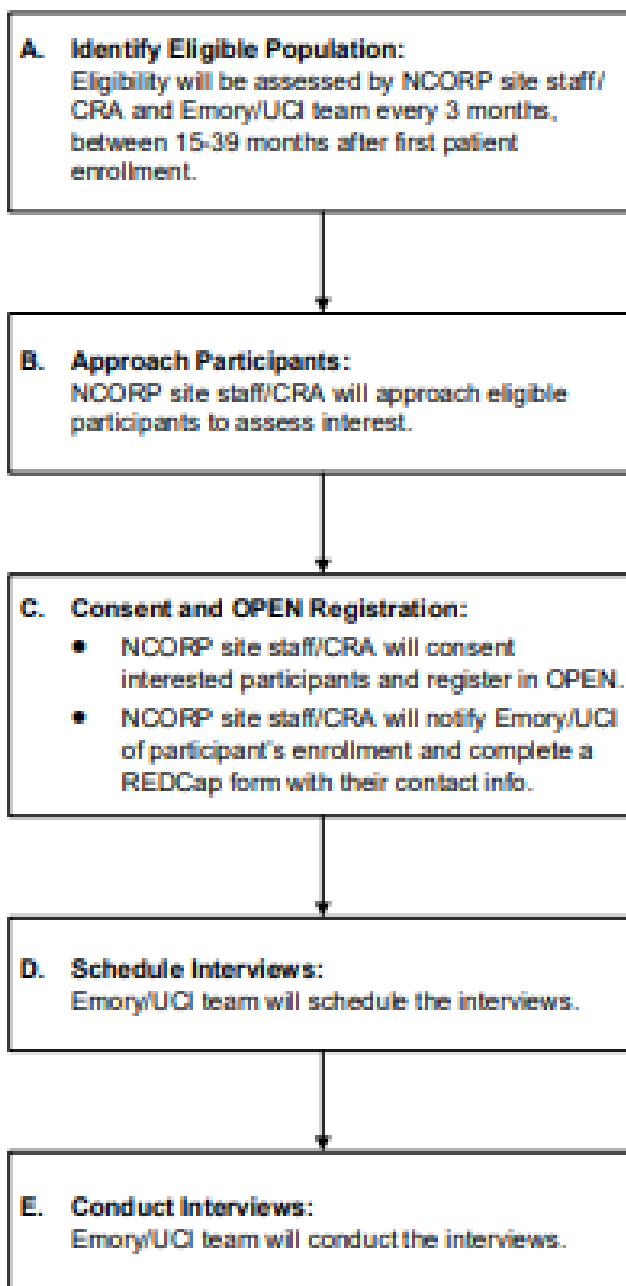 A. Identify Eligible Population:
Eligibility will be assessed by NCORP site staff/
CRA and Emory/UCI team every 3 months,
between 15-39 months after first patient
enrollment.
B. Approach Participants:
NCORP site staff/CRA will approach eligible
participants to assess interest.
C. Consent and OPEN Registration:
● NCORP site staff/CRA will consent
interested participants and register in OPEN.
● NCORP site staff/CRA will notify Emory/UCI
of participant's enrollment and complete a
REDCap form with their contact info.
D. Schedule Interviews:
Emory/UCI team will schedule the interviews.
E. Conduct Interviews:
Emory/UCI team will conduct the interviews.